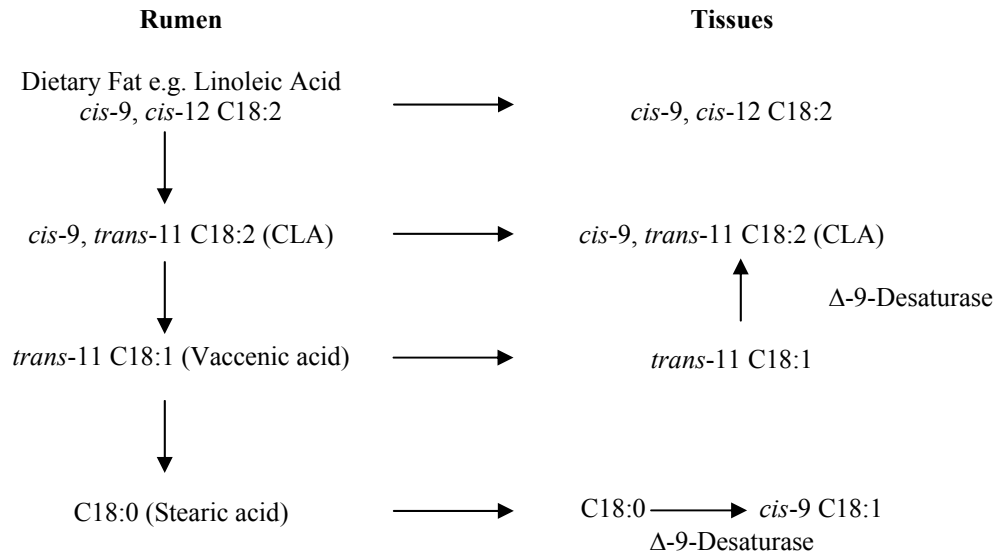 Rumen Tissues
Dietary Fat e.g. Linoleic Acid
cis-9, cis-12 C18:2 cis-9, cis-12 C18:2
cis-9, trans-11 C18:2 (CLA) cis-9, trans-11 C18:2 (CLA)
Δ-9-Desaturase
trans-11 C18:1 (Vaccenic acid) trans-11 C18:1
C18:0 (Stearic acid) C18:0 cis-9 C18:1
Δ-9-Desaturase